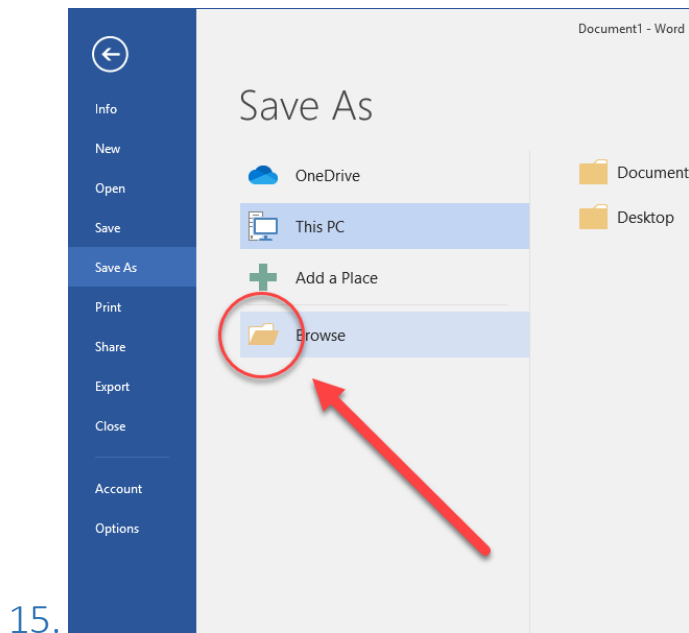 Document1 - Word
Save As
Info
New
Open
Save
Save As
Print
Share
Export
Close
Account
Options
OneDrive
This PC
Add a Place
Browse
Document
Desktop
15.